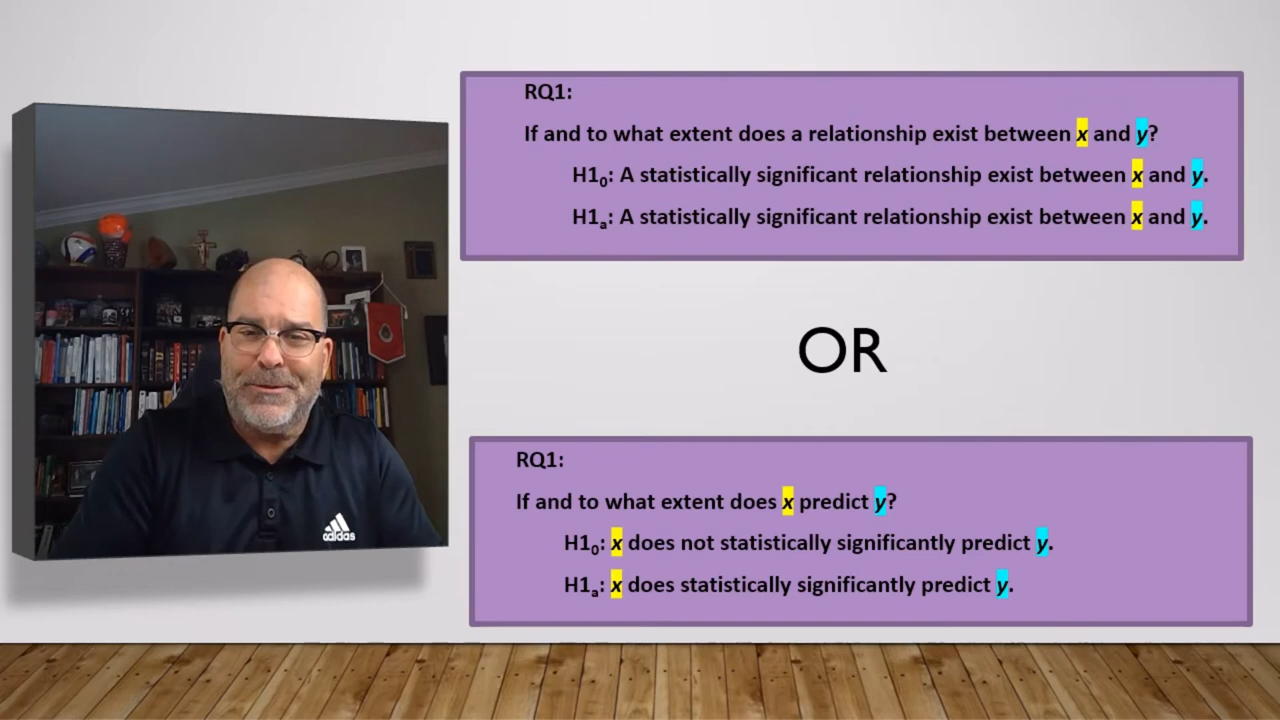 RQ1:
If and to what extent does a relationship exist between x and y?
H1₀: A statistically significant relationship exist between x and y.
H1ₐ: A statistically significant relationship exist between x and y.
OR
RQ1:
If and to what extent does x predict y?
H1₀: x does not statistically significantly predict y.
H1ₐ: x does statistically significantly predict y.
adidas